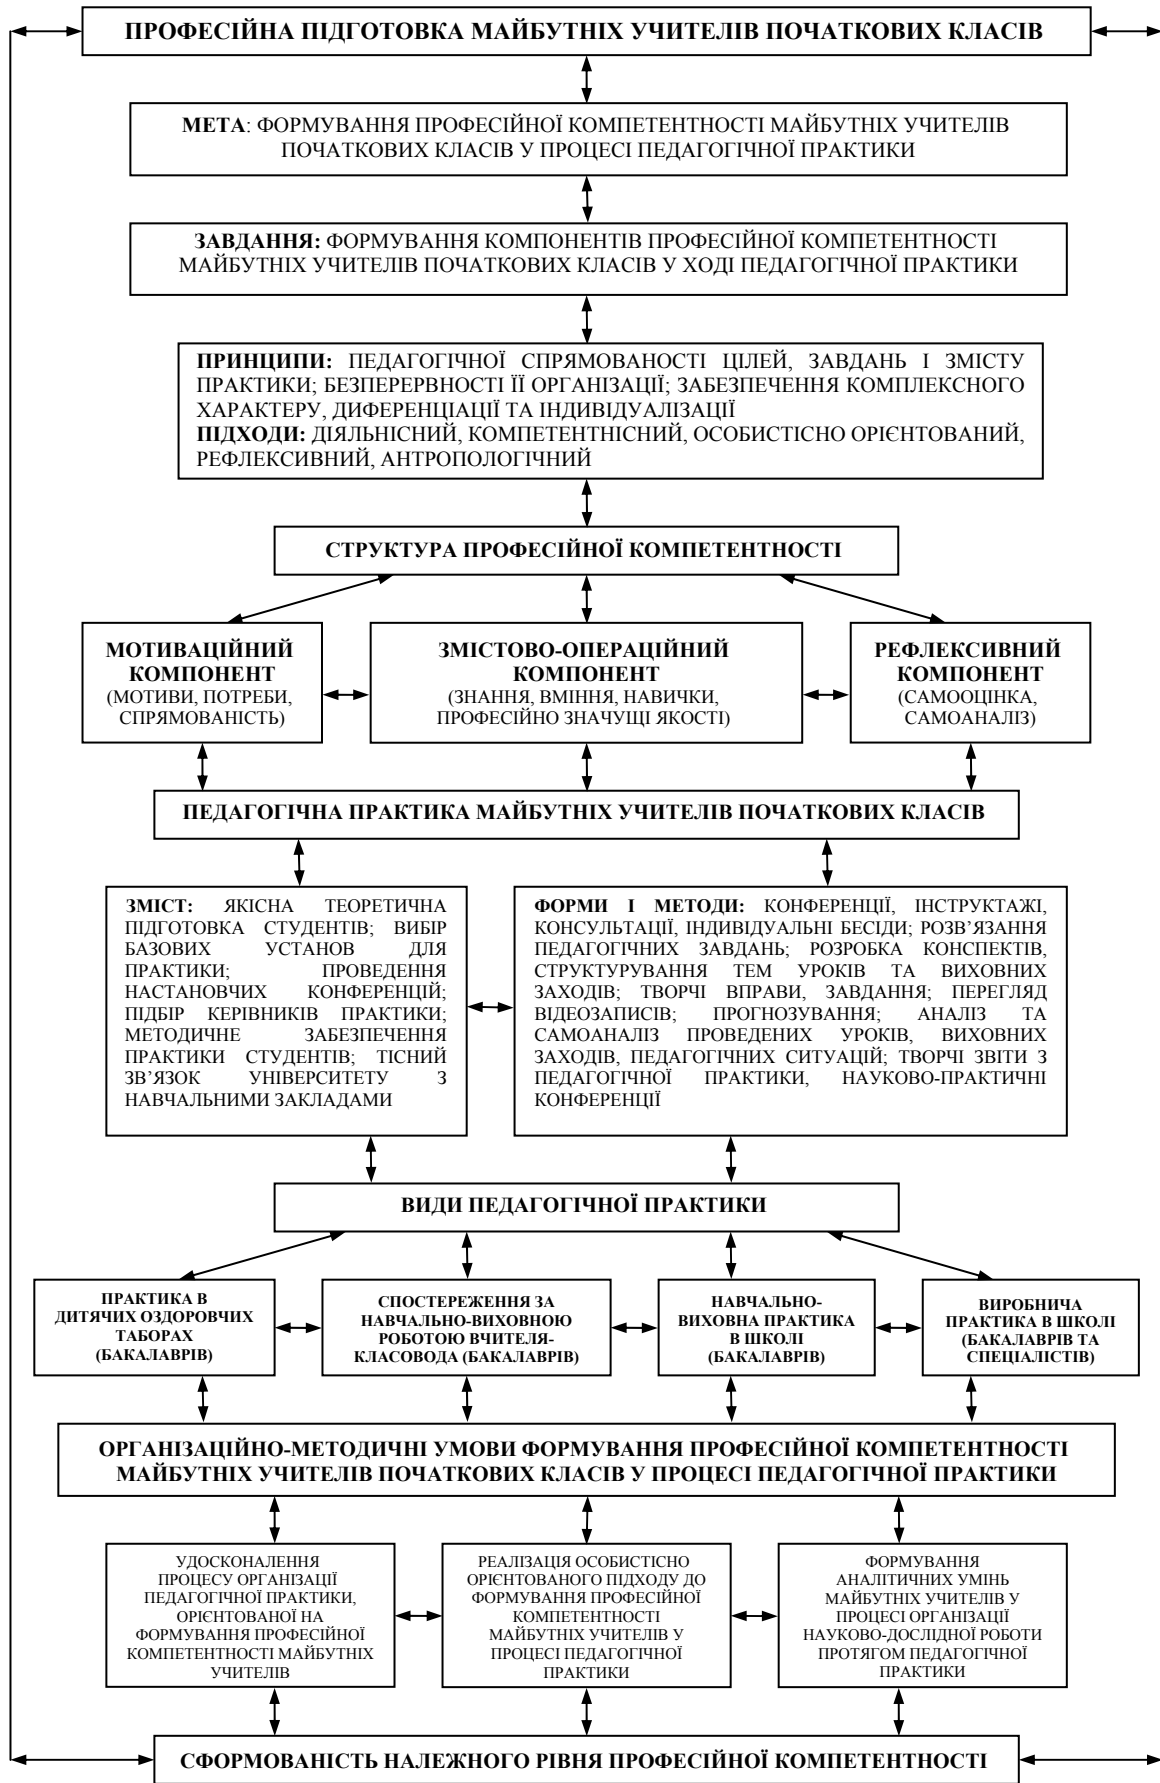 ПРОФЕСІЙНА ПІДГОТОВКА МАЙБУТНІХ УЧИТЕЛІВ ПОЧАТКОВИХ КЛАСІВ
МЕТА: ФОРМУВАННЯ ПРОФЕСІЙНОЇ КОМПЕТЕНТНОСТІ МАЙБУТНІХ УЧИТЕЛІВ
ПОЧАТКОВИХ КЛАСІВ У ПРОЦЕСІ ПЕДАГОГІЧНОЇ ПРАКТИКИ
ЗАВДАННЯ: ФОРМУВАННЯ КОМПОНЕНТІВ ПРОФЕСІЙНОЇ КОМПЕТЕНТНОСТІ
МАЙБУТНІХ УЧИТЕЛІВ ПОЧАТКОВИХ КЛАСІВ У ХОДІ ПЕДАГОГІЧНОЇ ПРАКТИКИ
ПРИНЦИПИ: ПЕДАГОГІЧНОЇ СПРЯМОВАНОСТІ ЦІЛЕЙ, ЗАВДАНЬ І ЗМІСТУ
ПРАКТИКИ; БЕЗПЕРЕРВНОСТІ ЇЇ ОРГАНІЗАЦІЇ; ЗАБЕЗПЕЧЕННЯ КОМПЛЕКСНОГО
ХАРАКТЕРУ, ДИФЕРЕНЦІАЦІЇ ТА ІНДИВІДУАЛІЗАЦІЇ
ПІДХОДИ: ДІЯЛЬНІСНИЙ, КОМПЕТЕНТНІСНИЙ, ОСОБИСТІСНО ОРІЄНТОВАНИЙ,
РЕФЛЕКСИВНИЙ, АНТРОПОЛОГІЧНИЙ
СТРУКТУРА ПРОФЕСІЙНОЇ КОМПЕТЕНТНОСТІ
МОТИВАЦІЙНИЙ
КОМПОНЕНТ
(МОТИВИ, ПОТРЕБИ,
СПРЯМОВАНІСТЬ)
ЗМІСТОВО-ОПЕРАЦІЙНИЙ
КОМПОНЕНТ
(ЗНАННЯ, ВМІННЯ, НАВИЧКИ,
ПРОФЕСІЙНО ЗНАЧУЩІ ЯКОСТІ)
РЕФЛЕКСИВНИЙ
КОМПОНЕНТ
(САМООЦІНКА,
САМОАНАЛІЗ)
ПЕДАГОГІЧНА ПРАКТИКА МАЙБУТНІХ УЧИТЕЛІВ ПОЧАТКОВИХ КЛАСІВ
ЗМІСТ: ЯКІСНА ТЕОРЕТИЧНА
ПІДГОТОВКА СТУДЕНТІВ; ВИБІР
БАЗОВИХ УСТАНОВ ДЛЯ
ПРАКТИКИ; ПРОВЕДЕННЯ
НАСТАНОВЧИХ КОНФЕРЕНЦІЙ;
ПІДБІР КЕРІВНИКІВ ПРАКТИКИ;
МЕТОДИЧНЕ ЗАБЕЗПЕЧЕННЯ
ПРАКТИКИ СТУДЕНТІВ; ТІСНИЙ
ЗВ’ЯЗОК УНІВЕРСИТЕТУ З
НАВЧАЛЬНИМИ ЗАКЛАДАМИ
ФОРМИ І МЕТОДИ: КОНФЕРЕНЦІЇ, ІНСТРУКТАЖІ,
КОНСУЛЬТАЦІЇ, ІНДИВІДУАЛЬНІ БЕСІДИ; РОЗВ’ЯЗАННЯ
ПЕДАГОГІЧНИХ ЗАВДАНЬ; РОЗРОБКА КОНСПЕКТІВ,
СТРУКТУРУВАННЯ ТЕМ УРОКІВ ТА ВИХОВНИХ
ЗАХОДІВ; ТВОРЧІ ВПРАВИ, ЗАВДАННЯ; ПЕРЕГЛЯД
ВІДЕОЗАПИСІВ; ПРОГНОЗУВАННЯ; АНАЛІЗ ТА
САМОАНАЛІЗ ПРОВЕДЕНИХ УРОКІВ, ВИХОВНИХ
ЗАХОДІВ, ПЕДАГОГІЧНИХ СИТУАЦІЙ; ТВОРЧІ ЗВІТИ З
ПЕДАГОГІЧНОЇ ПРАКТИКИ, НАУКОВО-ПРАКТИЧНІ
КОНФЕРЕНЦІЇ
ВИДИ ПЕДАГОГІЧНОЇ ПРАКТИКИ
ПРАКТИКА В
ДИТЯЧИХ ОЗДОРОВЧИХ
ТАБОРАХ
(БАКАЛАВРІВ)
СПОСТЕРЕЖЕННЯ ЗА
НАВЧАЛЬНО-ВИХОВНОЮ
РОБОТОЮ ВЧИТЕЛЯ-
КЛАСОВОДА (БАКАЛАВРІВ)
НАВЧАЛЬНО-
ВИХОВНА ПРАКТИКА
В ШКОЛІ
(БАКАЛАВРІВ)
ВИРОБНИЧА
ПРАКТИКА В ШКОЛІ
(БАКАЛАВРІВ ТА
СПЕЦІАЛІСТІВ)
ОРГАНІЗАЦІЙНО-МЕТОДИЧНІ УМОВИ ФОРМУВАННЯ ПРОФЕСІЙНОЇ КОМПЕТЕНТНОСТІ
МАЙБУТНІХ УЧИТЕЛІВ ПОЧАТКОВИХ КЛАСІВ У ПРОЦЕСІ ПЕДАГОГІЧНОЇ ПРАКТИКИ
УДОСКОНАЛЕННЯ
ПРОЦЕСУ ОРГАНІЗАЦІЇ
ПЕДАГОГІЧНОЇ ПРАКТИКИ,
ОРІЄНТОВАНОЇ НА
ФОРМУВАННЯ ПРОФЕСІЙНОЇ
КОМПЕТЕНТНОСТІ МАЙБУТНІХ
УЧИТЕЛІВ
РЕАЛІЗАЦІЯ ОСОБИСТІСНО
ОРІЄНТОВАНОГО ПІДХОДУ ДО
ФОРМУВАННЯ ПРОФЕСІЙНОЇ
КОМПЕТЕНТНОСТІ
МАЙБУТНІХ УЧИТЕЛІВ У
ПРОЦЕСІ ПЕДАГОГІЧНОЇ
ПРАКТИКИ
ФОРМУВАННЯ
АНАЛІТИЧНИХ УМІНЬ
МАЙБУТНІХ УЧИТЕЛІВ У
ПРОЦЕСІ ОРГАНІЗАЦІЇ
НАУКОВО-ДОСЛІДНОЇ РОБОТИ
ПРОТЯГОМ ПЕДАГОГІЧНОЇ
ПРАКТИКИ
СФОРМОВАНІСТЬ НАЛЕЖНОГО РІВНЯ ПРОФЕСІЙНОЇ КОМПЕТЕНТНОСТІ